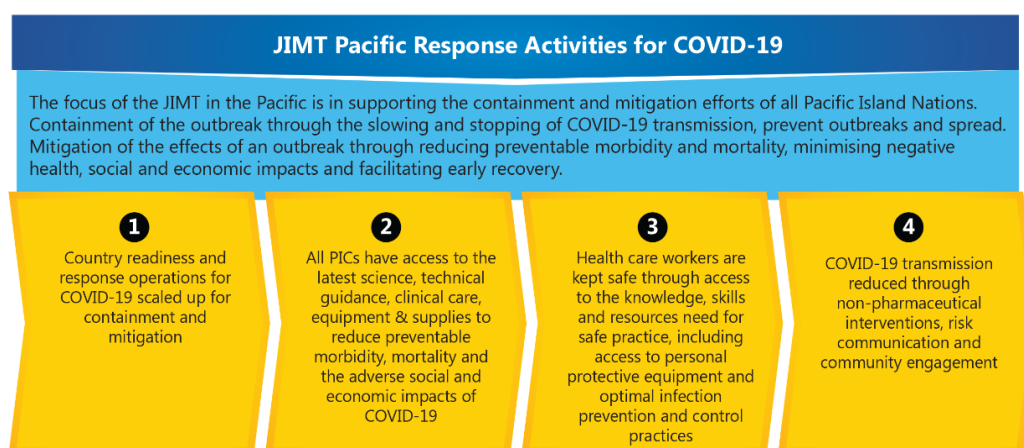 JIMT Pacific Response Activities for COVID-19
The focus of the JIMT in the Pacific is in supporting the containment and mitigation efforts of all Pacific Island Nations.
Containment of the outbreak through the slowing and stopping of COVID-19 transmission, prevent outbreaks and spread.
Mitigation of the effects of an outbreak through reducing preventable morbidity and mortality, minimising negative
health, social and economic impacts and facilitating early recovery.
1
Country readiness and
response operations for
COVID-19 scaled up for
containment and
mitigation
2
All PICs have access to the
latest science, technical
guidance, clinical care,
equipment & supplies to
reduce preventable
morbidity, mortality and
the adverse social and
economic impacts of
COVID-19
3
Health care workers are
kept safe through access
to the knowledge, skills
and resources need for
safe practice, including
access to personal
protective equipment and
optimal infection
prevention and control
practices
4
COVID-19 transmission
reduced through
non-pharmaceutical
interventions, risk
communication and
community engagement